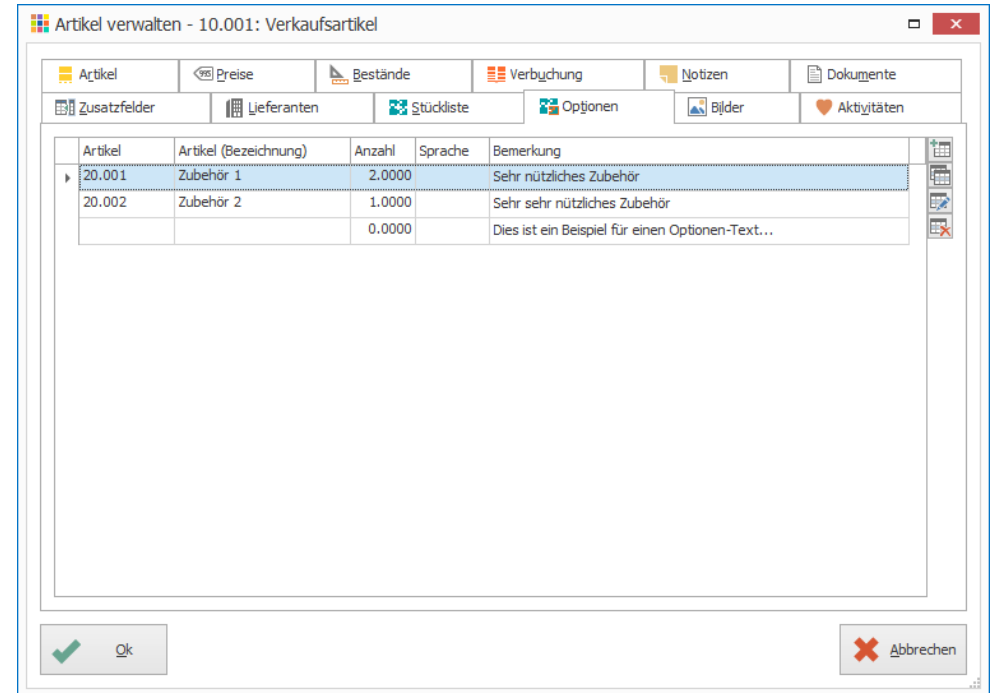 Artikel verwalten - 10.001: Verkaufsartikel
Artikel Preise Bestände Verbuchung Notizen Dokumente
Zusatzfelder Lieferanten Stückliste Optionen Bilder Aktivitäten
Artikel Artikel (Bezeichnung) Anzahl Sprache Bemerkung
20.001 Zubehör 1 2.0000 Sehr nützliches Zubehör
20.002 Zubehör 2 1.0000 Sehr sehr nützliches Zubehör
0.0000 Dies ist ein Beispiel für einen Optionen-Text...
Ok Abbrechen